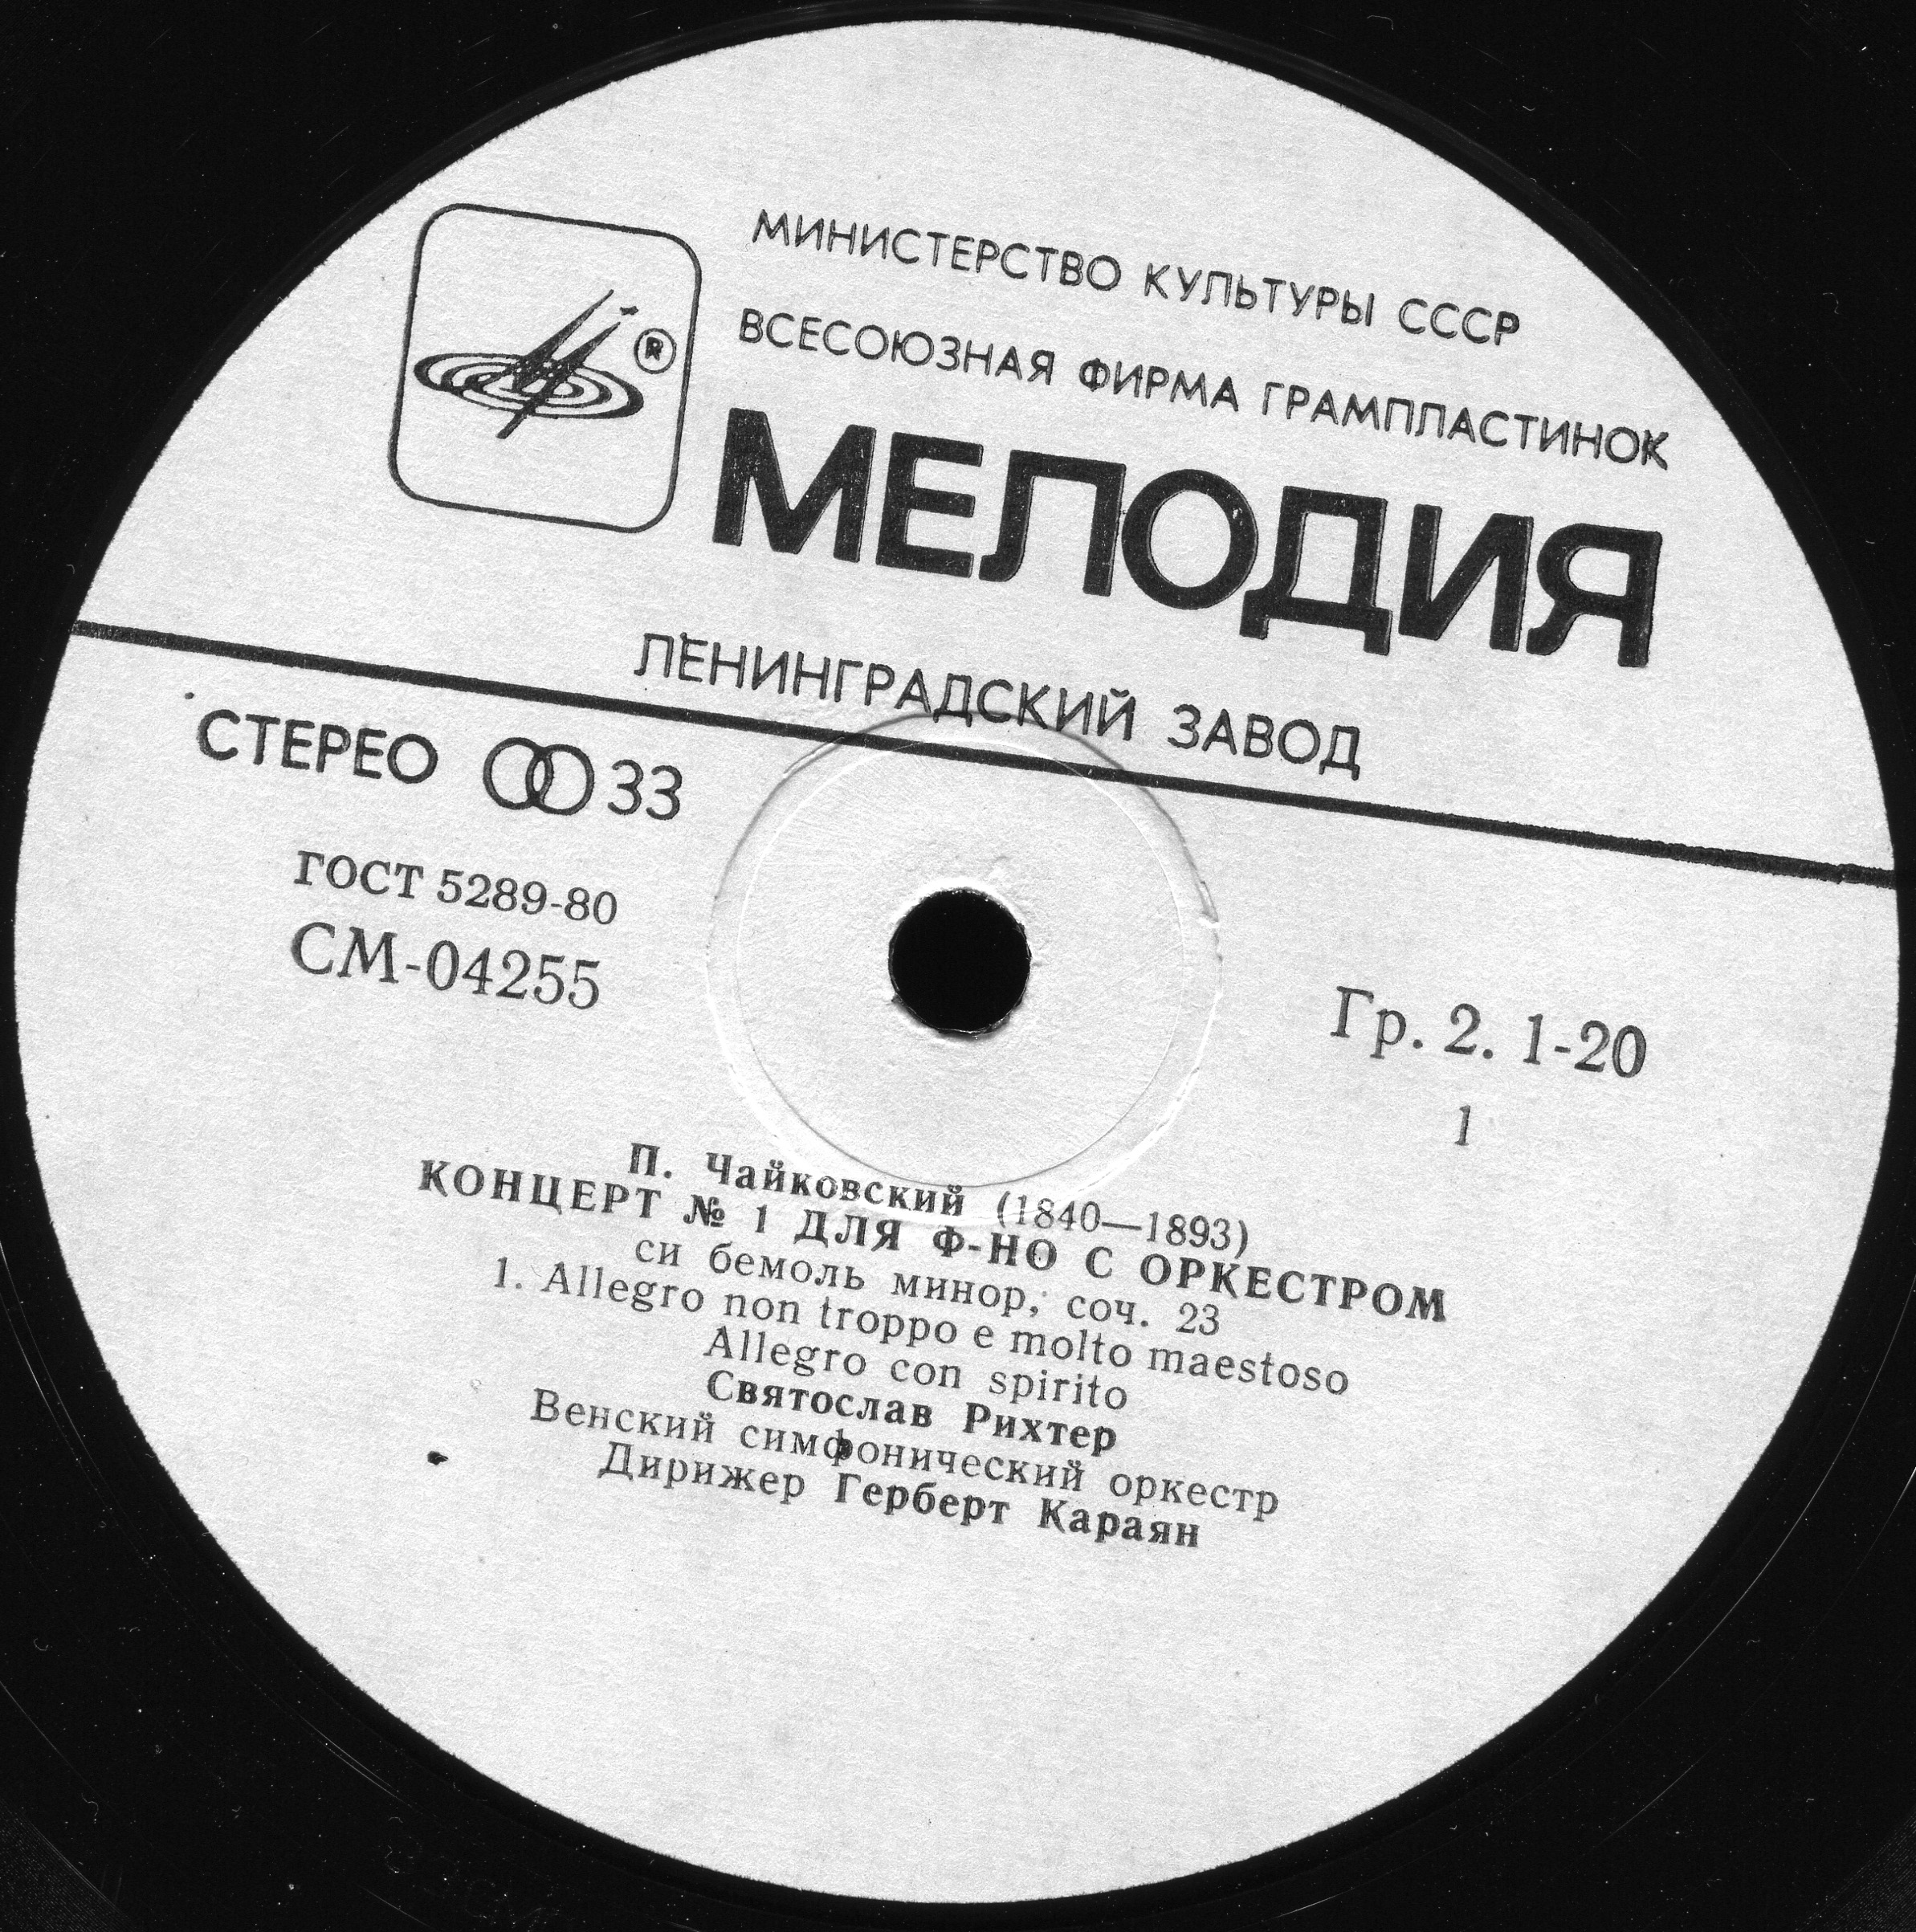 МИНИСТЕРСТВО КУЛЬТУРЫ СССР
ВСЕСОЮЗНАЯ ФИРМА ГРАМПЛАСТИНОК
®
МЕЛОДИЯ
ЛЕНИНГРАДСКИЙ ЗАВОД
СТЕРЕО 33
ГОСТ 5289-80
СМ-04255
Гр. 2. 1-20
1
П. Чайковский (1840—1893)
КОНЦЕРТ № 1 ДЛЯ Ф-НО С ОРКЕСТРОМ
си бемоль минор, соч. 23
1. Allegro non troppo e molto maestoso
Allegro con spirito
Святослав Рихтер
Венский симфонический оркестр
Дирижер Герберт Караян